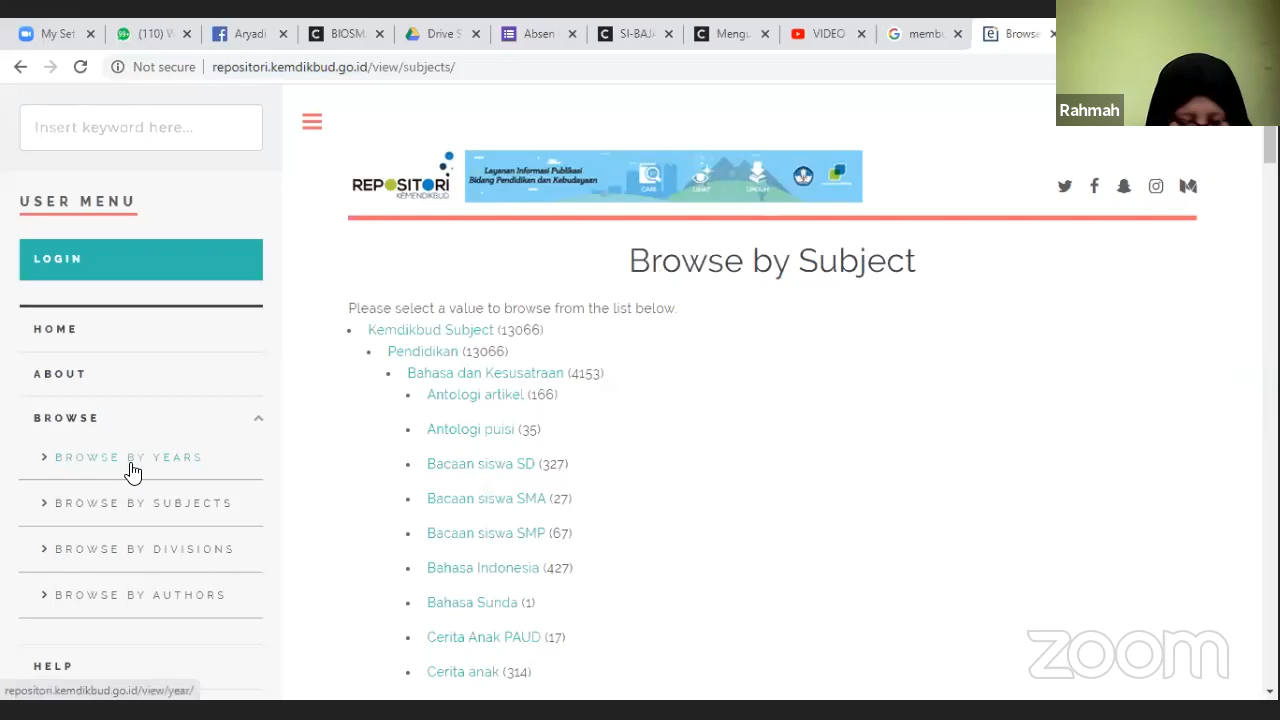 My Set
(110) W
Aryadi
BIOSM
Drive S
Absen
SI-BAJA
Mengu
VIDEO
membu
Browse
Not secure
repositori.kemdikbud.go.id/view/subjects/
Rahmah
Insert keyword here...
USER MENU
LOGIN
HOME
ABOUT
BROWSE
BROWSE BY YEARS
BROWSE BY SUBJECTS
BROWSE BY DIVISIONS
BROWSE BY AUTHORS
HELP
repositori.kemdikbud.go.id/view/year/
REPOSITORI
KEMENDIKBUD
Layanan Informasi Publikasi
Bidang Pendidikan dan Kebudayaan
CARI
LIHAT
UNDUH
Browse by Subject
Please select a value to browse from the list below.
Kemdikbud Subject (13066)
Pendidikan (13066)
Bahasa dan Kesusatraan (4153)
Antologi artikel (166)
Antologi puisi (35)
Bacaan siswa SD (327)
Bacaan siswa SMA (27)
Bacaan siswa SMP (67)
Bahasa Indonesia (427)
Bahasa Sunda (1)
Cerita Anak PAUD (17)
Cerita anak (314)
zoom